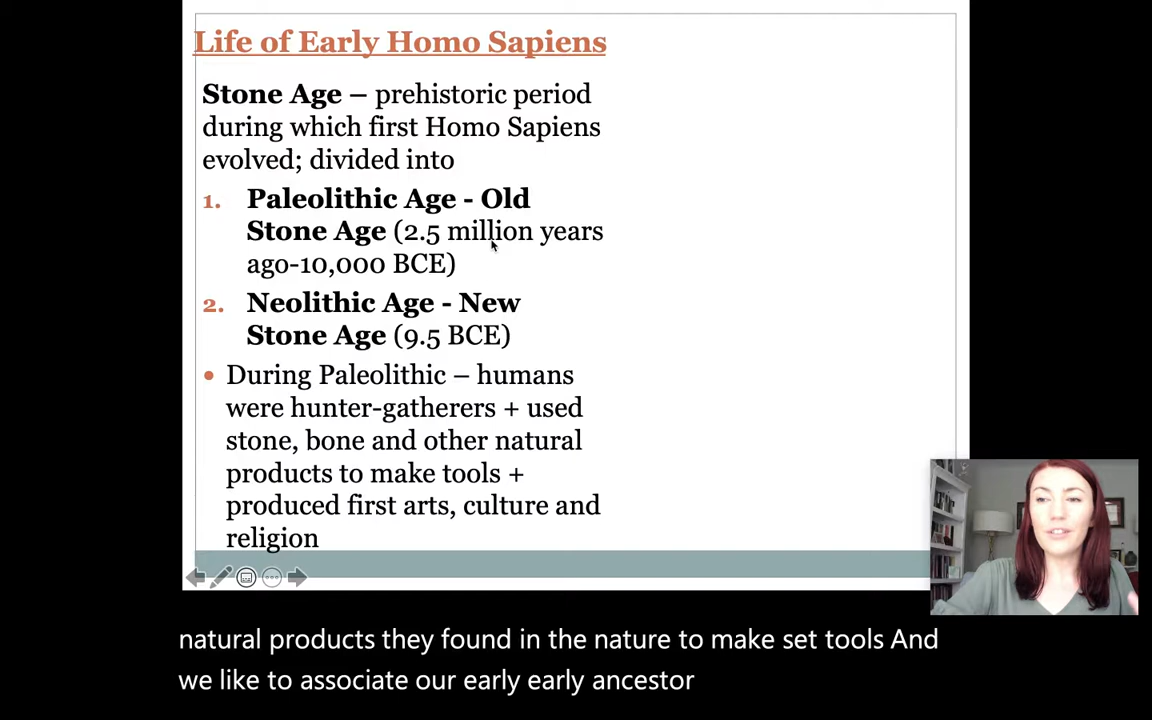 Life of Early Homo Sapiens
Stone Age – prehistoric period
during which first Homo Sapiens
evolved; divided into
1. Paleolithic Age - Old
Stone Age (2.5 million years
ago-10,000 BCE)
2. Neolithic Age - New
Stone Age (9.5 BCE)
• During Paleolithic – humans
were hunter-gatherers + used
stone, bone and other natural
products to make tools +
produced first arts, culture and
religion
natural products they found in the nature to make set tools And
we like to associate our early early ancestor